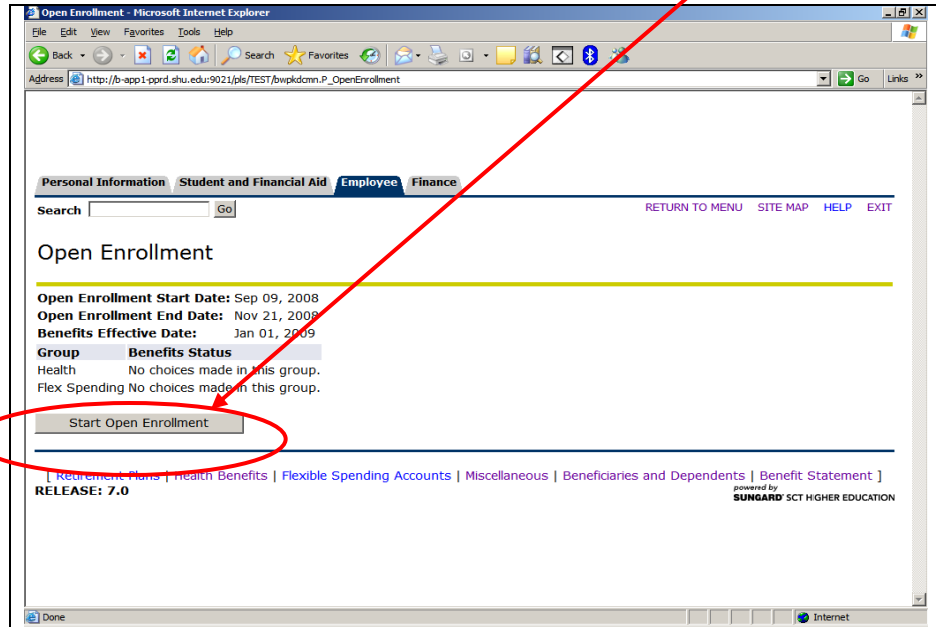 Open Enrollment - Microsoft Internet Explorer
File Edit View Favorites Tools Help
Back Search Favorites
Address http://b-app1-pprd.shu.edu:9021/pls/TEST/bwpkdcmn.P_OpenEnrollment Go Links »
Personal Information Student and Financial Aid Employee Finance
Search Go RETURN TO MENU SITE MAP HELP EXIT
Open Enrollment
Open Enrollment Start Date: Sep 09, 2008
Open Enrollment End Date: Nov 21, 2008
Benefits Effective Date: Jan 01, 2009
Group Benefits Status
Health No choices made in this group.
Flex Spending No choices made in this group.
Start Open Enrollment
[ Retirement Plans | Health Benefits | Flexible Spending Accounts | Miscellaneous | Beneficiaries and Dependents | Benefit Statement ]
RELEASE: 7.0
powered by
SUNGARD® SCT HIGHER EDUCATION
Done Internet